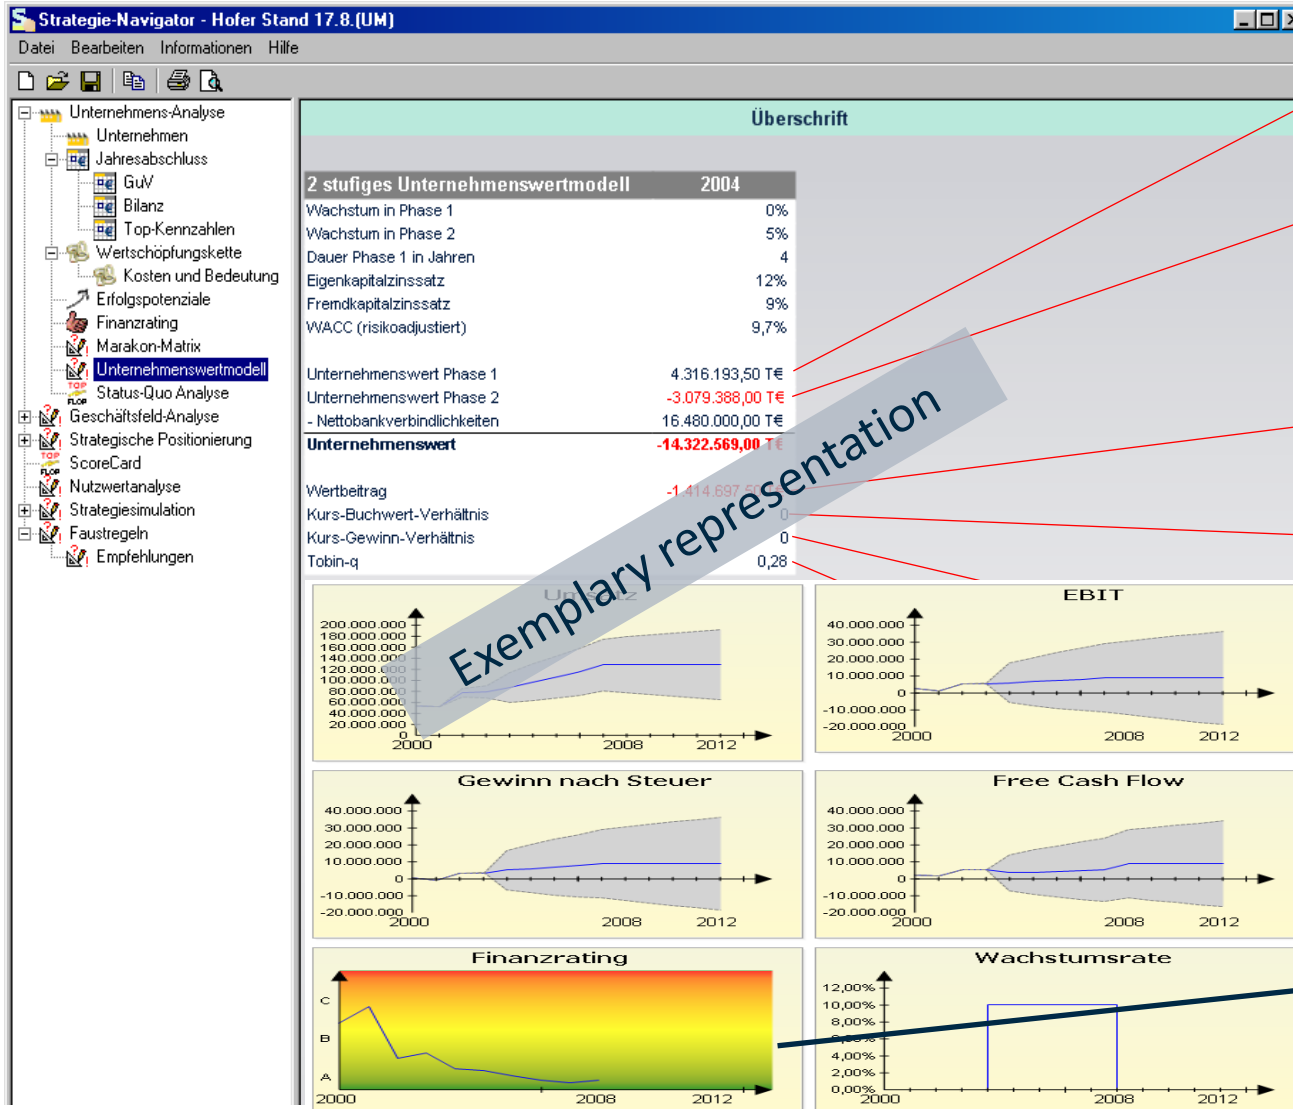 Strategie-Navigator - Hofer Stand 17.8.(UM)
Datei Bearbeiten Informationen Hilfe
Unternehmens-Analyse
Unternehmen
Jahresabschluss
GuV
Bilanz
Top-Kennzahlen
Wertschöpfungskette
Kosten und Bedeutung
Erfolgspotenziale
Finanzrating
Marakon-Matrix
Unternehmenswertmodell
Status-Quo Analyse
Geschäftsfeld-Analyse
Strategische Positionierung
ScoreCard
Nutzwertanalyse
Strategiesimulation
Faustregeln
Empfehlungen
Überschrift
2 stufiges Unternehmenswertmodell 2004
Wachstum in Phase 1 0%
Wachstum in Phase 2 5%
Dauer Phase 1 in Jahren 4
Eigenkapitalzinssatz 12%
Fremdkapitalzinssatz 9%
WACC (risikoadjustiert) 9,7%
Unternehmenswert Phase 1 4.316.193,50 T€
Unternehmenswert Phase 2 -3.079.388,00 T€
- Nettobankverbindlichkeiten 16.480.000,00 T€
Unternehmenswert -14.322.569,00 T€
Wertbeitrag -1.414.697,50 T€
Kurs-Buchwert-Verhältnis 0
Kurs-Gewinn-Verhältnis 0
Tobin-q 0,28
Exemplary representation
Umsatz
200.000.000
180.000.000
160.000.000
140.000.000
120.000.000
100.000.000
80.000.000
60.000.000
40.000.000
20.000.000
0
2000 2008 2012
EBIT
40.000.000
30.000.000
20.000.000
10.000.000
0
-10.000.000
-20.000.000
2000 2008 2012
Gewinn nach Steuer
40.000.000
30.000.000
20.000.000
10.000.000
0
-10.000.000
-20.000.000
2000 2008 2012
Free Cash Flow
40.000.000
30.000.000
20.000.000
10.000.000
0
-10.000.000
-20.000.000
2000 2008 2012
Finanzrating
C
B
A
2000 2008 2012
Wachstumsrate
12,00%
10,00%
8,00%
6,00%
4,00%
2,00%
0,00%
2000 2008 2012